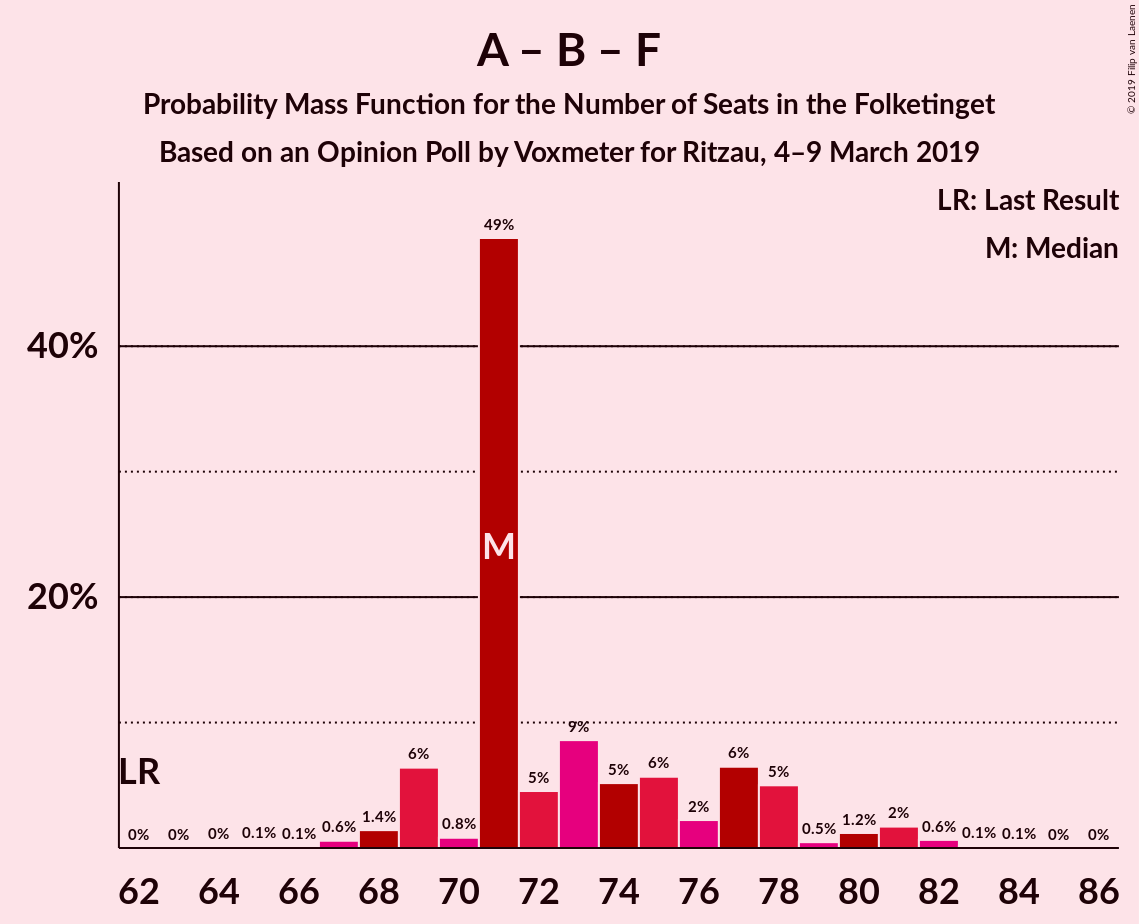 A – B – F
Probability Mass Function for the Number of Seats in the Folketinget
Based on an Opinion Poll by Voxmeter for Ritzau, 4–9 March 2019
© 2019 Filip van Laenen
LR: Last Result
M: Median
40%
20%
LR
M
0% 0% 0% 0.1% 0.1% 0.6% 1.4% 6% 0.8% 49% 5% 9% 5% 6% 2% 6% 5% 0.5% 1.2% 2% 0.6% 0.1% 0.1% 0% 0%
62 64 66 68 70 72 74 76 78 80 82 84 86